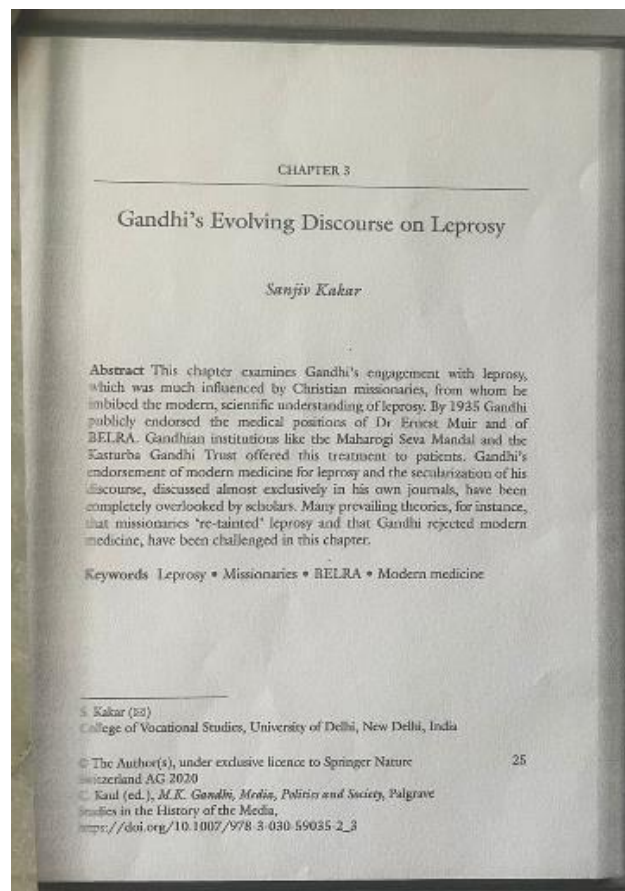 CHAPTER 3
Gandhi's Evolving Discourse on Leprosy
Sanjiv Kakar
Abstract This chapter examines Gandhi's engagement with leprosy,
which was much influenced by Christian missionaries, from whom he
imbibed the modern, scientific understanding of leprosy. By 1935 Gandhi
publicly endorsed the medical positions of Dr Ernest Muir and of
BELRA. Gandhian institutions like the Maharogi Seva Mandal and the
Kasturba Gandhi Trust offered this treatment to patients. Gandhi's
endorsement of modern medicine for leprosy and the secularization of his
discourse, discussed almost exclusively in his own journals, have been
completely overlooked by scholars. Many prevailing theories, for instance,
that missionaries 're-tainted' leprosy and that Gandhi rejected modern
medicine, have been challenged in this chapter.
Keywords Leprosy • Missionaries • BELRA • Modern medicine
S. Kakar (✉)
College of Vocational Studies, University of Delhi, New Delhi, India
© The Author(s), under exclusive licence to Springer Nature 25
Switzerland AG 2020
C. Kaul (ed.), M.K. Gandhi, Media, Politics and Society, Palgrave
Studies in the History of the Media,
https://doi.org/10.1007/978-3-030-59035-2_3